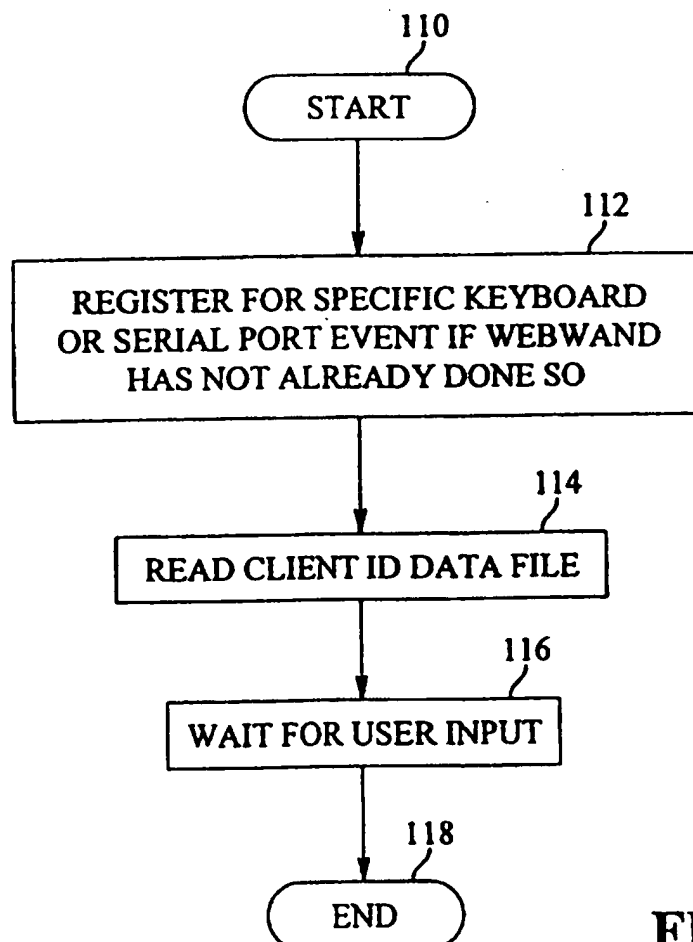 110
START
112
REGISTER FOR SPECIFIC KEYBOARD
OR SERIAL PORT EVENT IF WEBWAND
HAS NOT ALREADY DONE SO
114
READ CLIENT ID DATA FILE
116
WAIT FOR USER INPUT
118
END